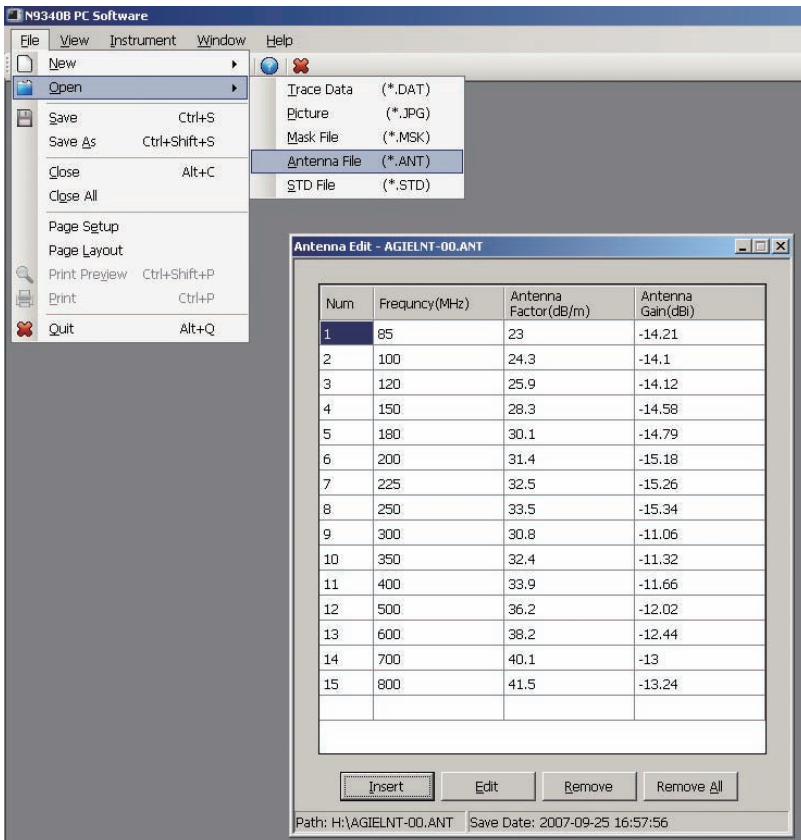 N9340B PC Software
File View Instrument Window Help
New
Open
Save Ctrl+S
Save As Ctrl+Shift+S
Close Alt+C
Close All
Page Setup
Page Layout
Print Preview Ctrl+Shift+P
Print Ctrl+P
Quit Alt+Q
Trace Data (*.DAT)
Picture (*.JPG)
Mask File (*.MSK)
Antenna File (*.ANT)
STD File (*.STD)
Antenna Edit - AGIELNT-00.ANT
Num Frequncy(MHz) Antenna Factor(dB/m) Antenna Gain(dBi)
1 85 23 -14.21
2 100 24.3 -14.1
3 120 25.9 -14.12
4 150 28.3 -14.58
5 180 30.1 -14.79
6 200 31.4 -15.18
7 225 32.5 -15.26
8 250 33.5 -15.34
9 300 30.8 -11.06
10 350 32.4 -11.32
11 400 33.9 -11.66
12 500 36.2 -12.02
13 600 38.2 -12.44
14 700 40.1 -13
15 800 41.5 -13.24
Insert Edit Remove Remove All
Path: H:\AGIELNT-00.ANT Save Date: 2007-09-25 16:57:56